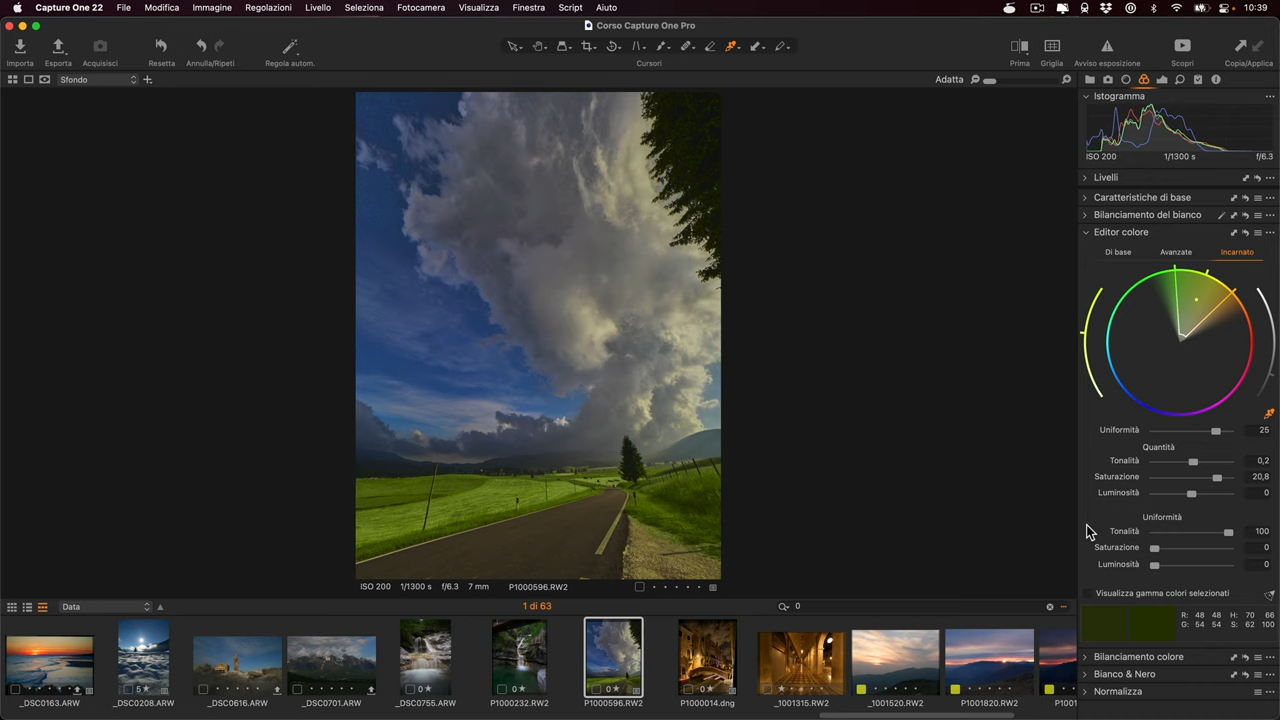 Capture One 22 File Modifica Immagine Regolazioni Livello Seleziona Fotocamera Visualizza Finestra Script Aiuto 10:39
Corso Capture One Pro
Importa Esporta Acquisisci Resetta Annulla/Ripeti Regola autom. Cursori Prima Griglia Avviso esposizione Scopri Copia/Applica
Sfondo Adatta
Istogramma
ISO 200 1/1300 s f/6.3
Livelli
Caratteristiche di base
Bilanciamento del bianco
Editor colore
Di base Avanzate Incarnato
Uniformità 25
Quantità
Tonalità 0,2
Saturazione 20,8
Luminosità 0
Uniformità
Tonalità 100
Saturazione 0
Luminosità 0
Visualizza gamma colori selezionati
R: 48 48 H: 70 66
G: 54 54 S: 62 100
Bilanciamento colore
Bianco & Nero
Normalizza
ISO 200 1/1300 s f/6.3 7 mm P1000596.RW2
Data 1 di 63 0
5★ 0★ 0★ 0★ 0★ ★
_DSC0163.ARW _DSC0208.ARW _DSC0616.ARW _DSC0701.ARW _DSC0755.ARW P1000232.RW2 P1000596.RW2 P1000014.dng _1001315.RW2 _1001520.RW2 P1001820.RW2 P1001